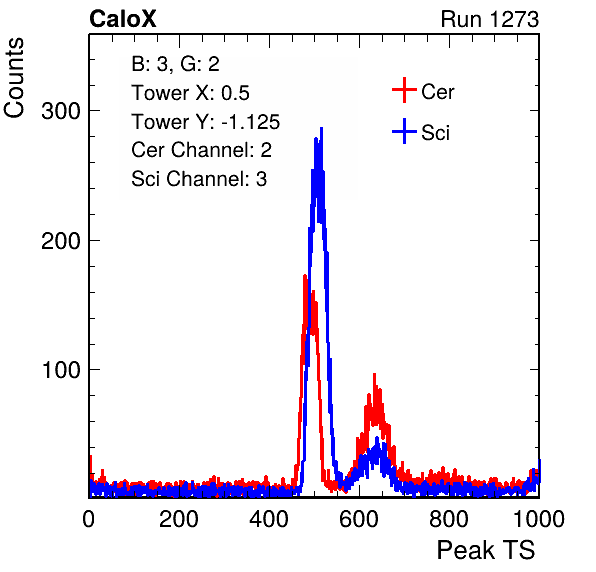 CaloX Run 1273
Counts
B: 3, G: 2
Tower X: 0.5
Tower Y: -1.125
Cer Channel: 2
Sci Channel: 3
Cer
Sci
300
200
100
0 200 400 600 800 1000
Peak TS